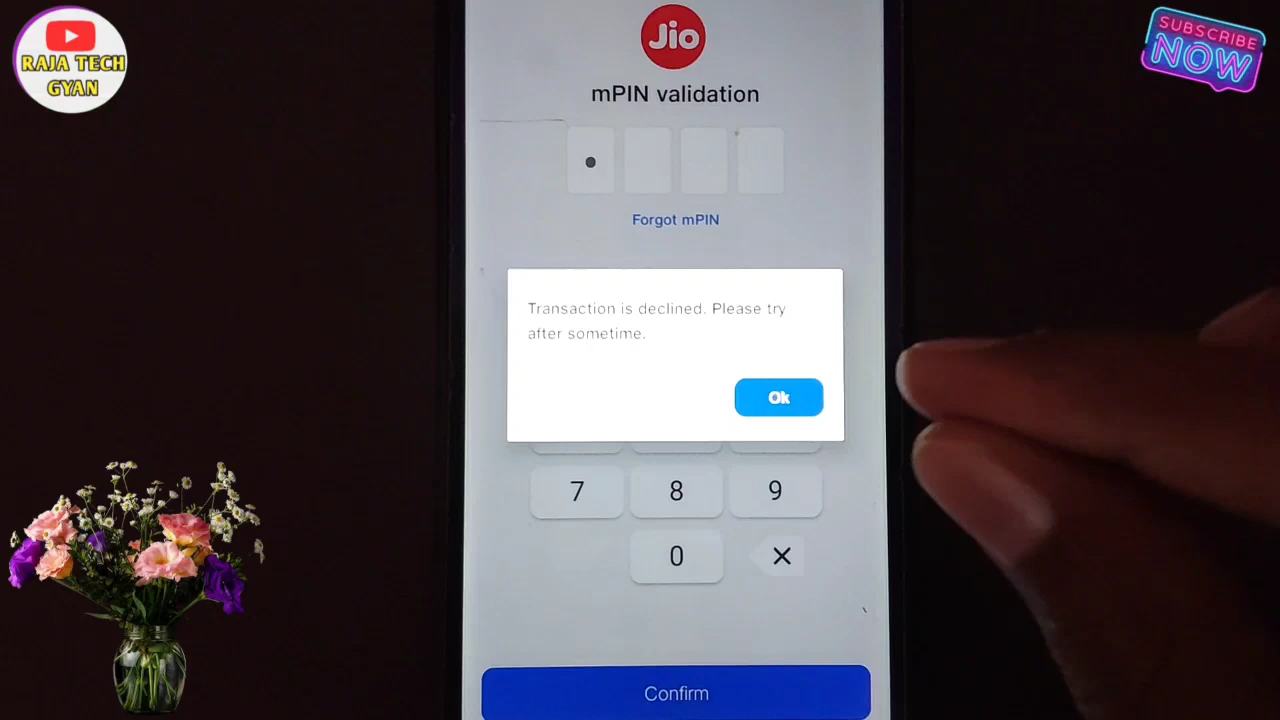 RAJA TECH
GYAN
SUBSCRIBE
NOW
Jio
mPIN validation
Forgot mPIN
Transaction is declined. Please try
after sometime.
Ok
7 8 9
0
Confirm